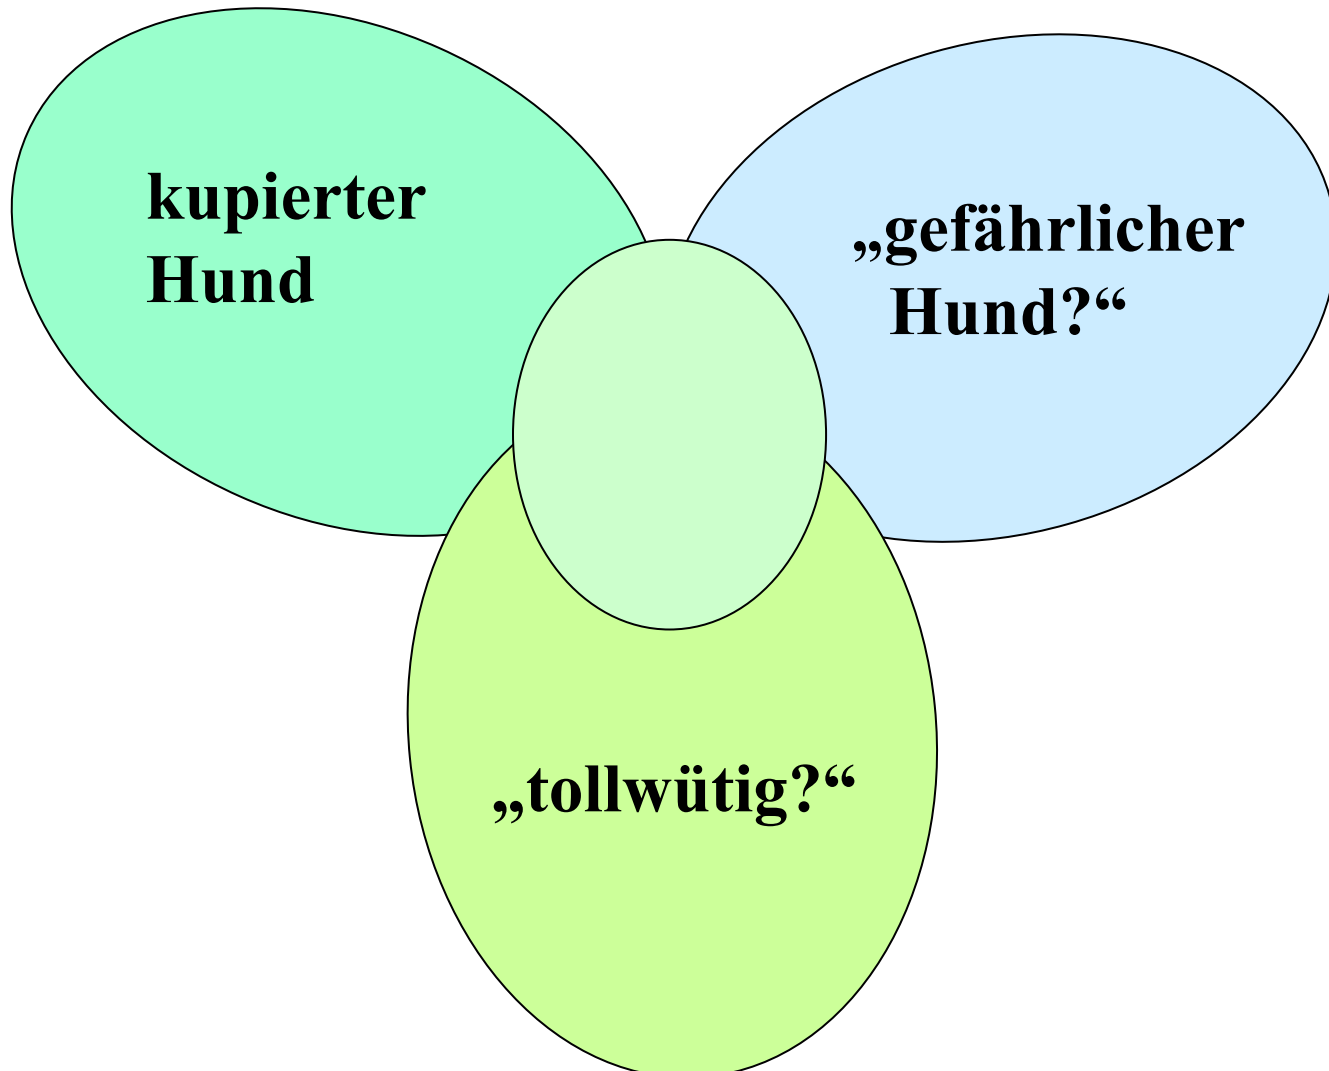 kupierter
Hund
„gefährlicher
Hund?“
„tollwütig?“